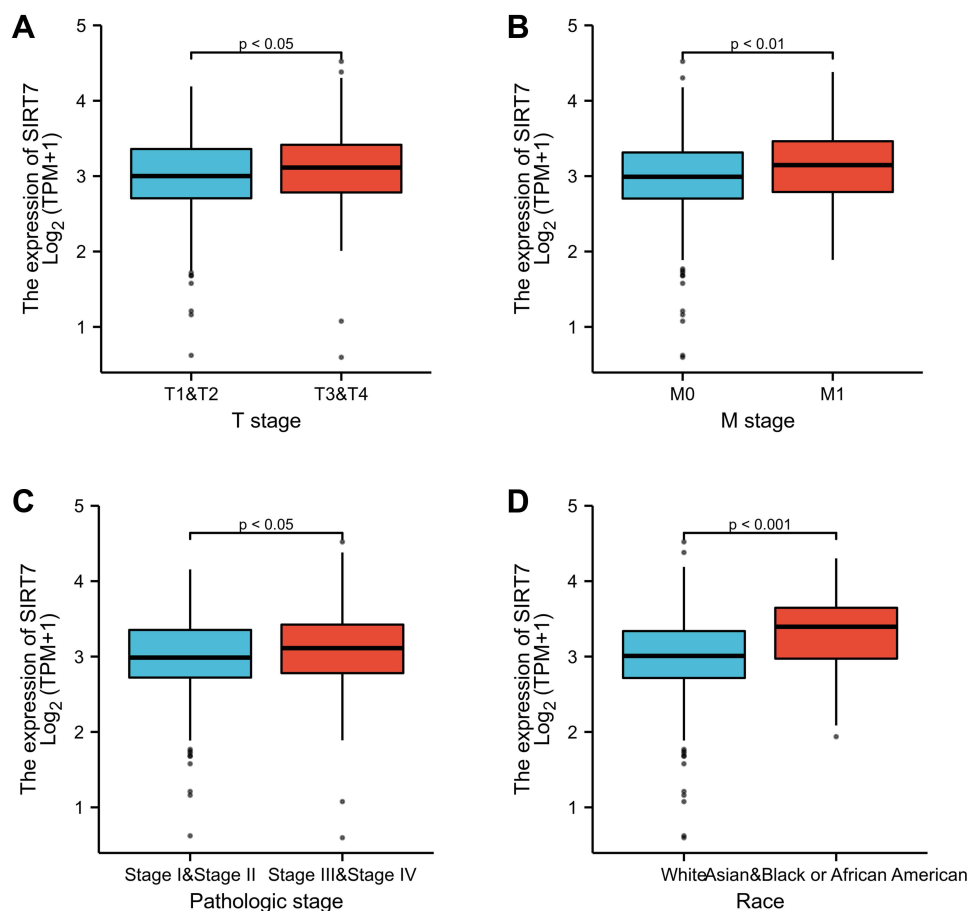 A
The expression of SIRT7
Log2 (TPM+1)
5
4
3
2
1
p < 0.05
T1&T2
T3&T4
T stage
B
The expression of SIRT7
Log2 (TPM+1)
5
4
3
2
1
p < 0.01
M0
M1
M stage
C
The expression of SIRT7
Log2 (TPM+1)
5
4
3
2
1
p < 0.05
Stage I&Stage II
Stage III&Stage IV
Pathologic stage
D
The expression of SIRT7
Log2 (TPM+1)
5
4
3
2
1
p < 0.001
White
Asian&Black or African American
Race